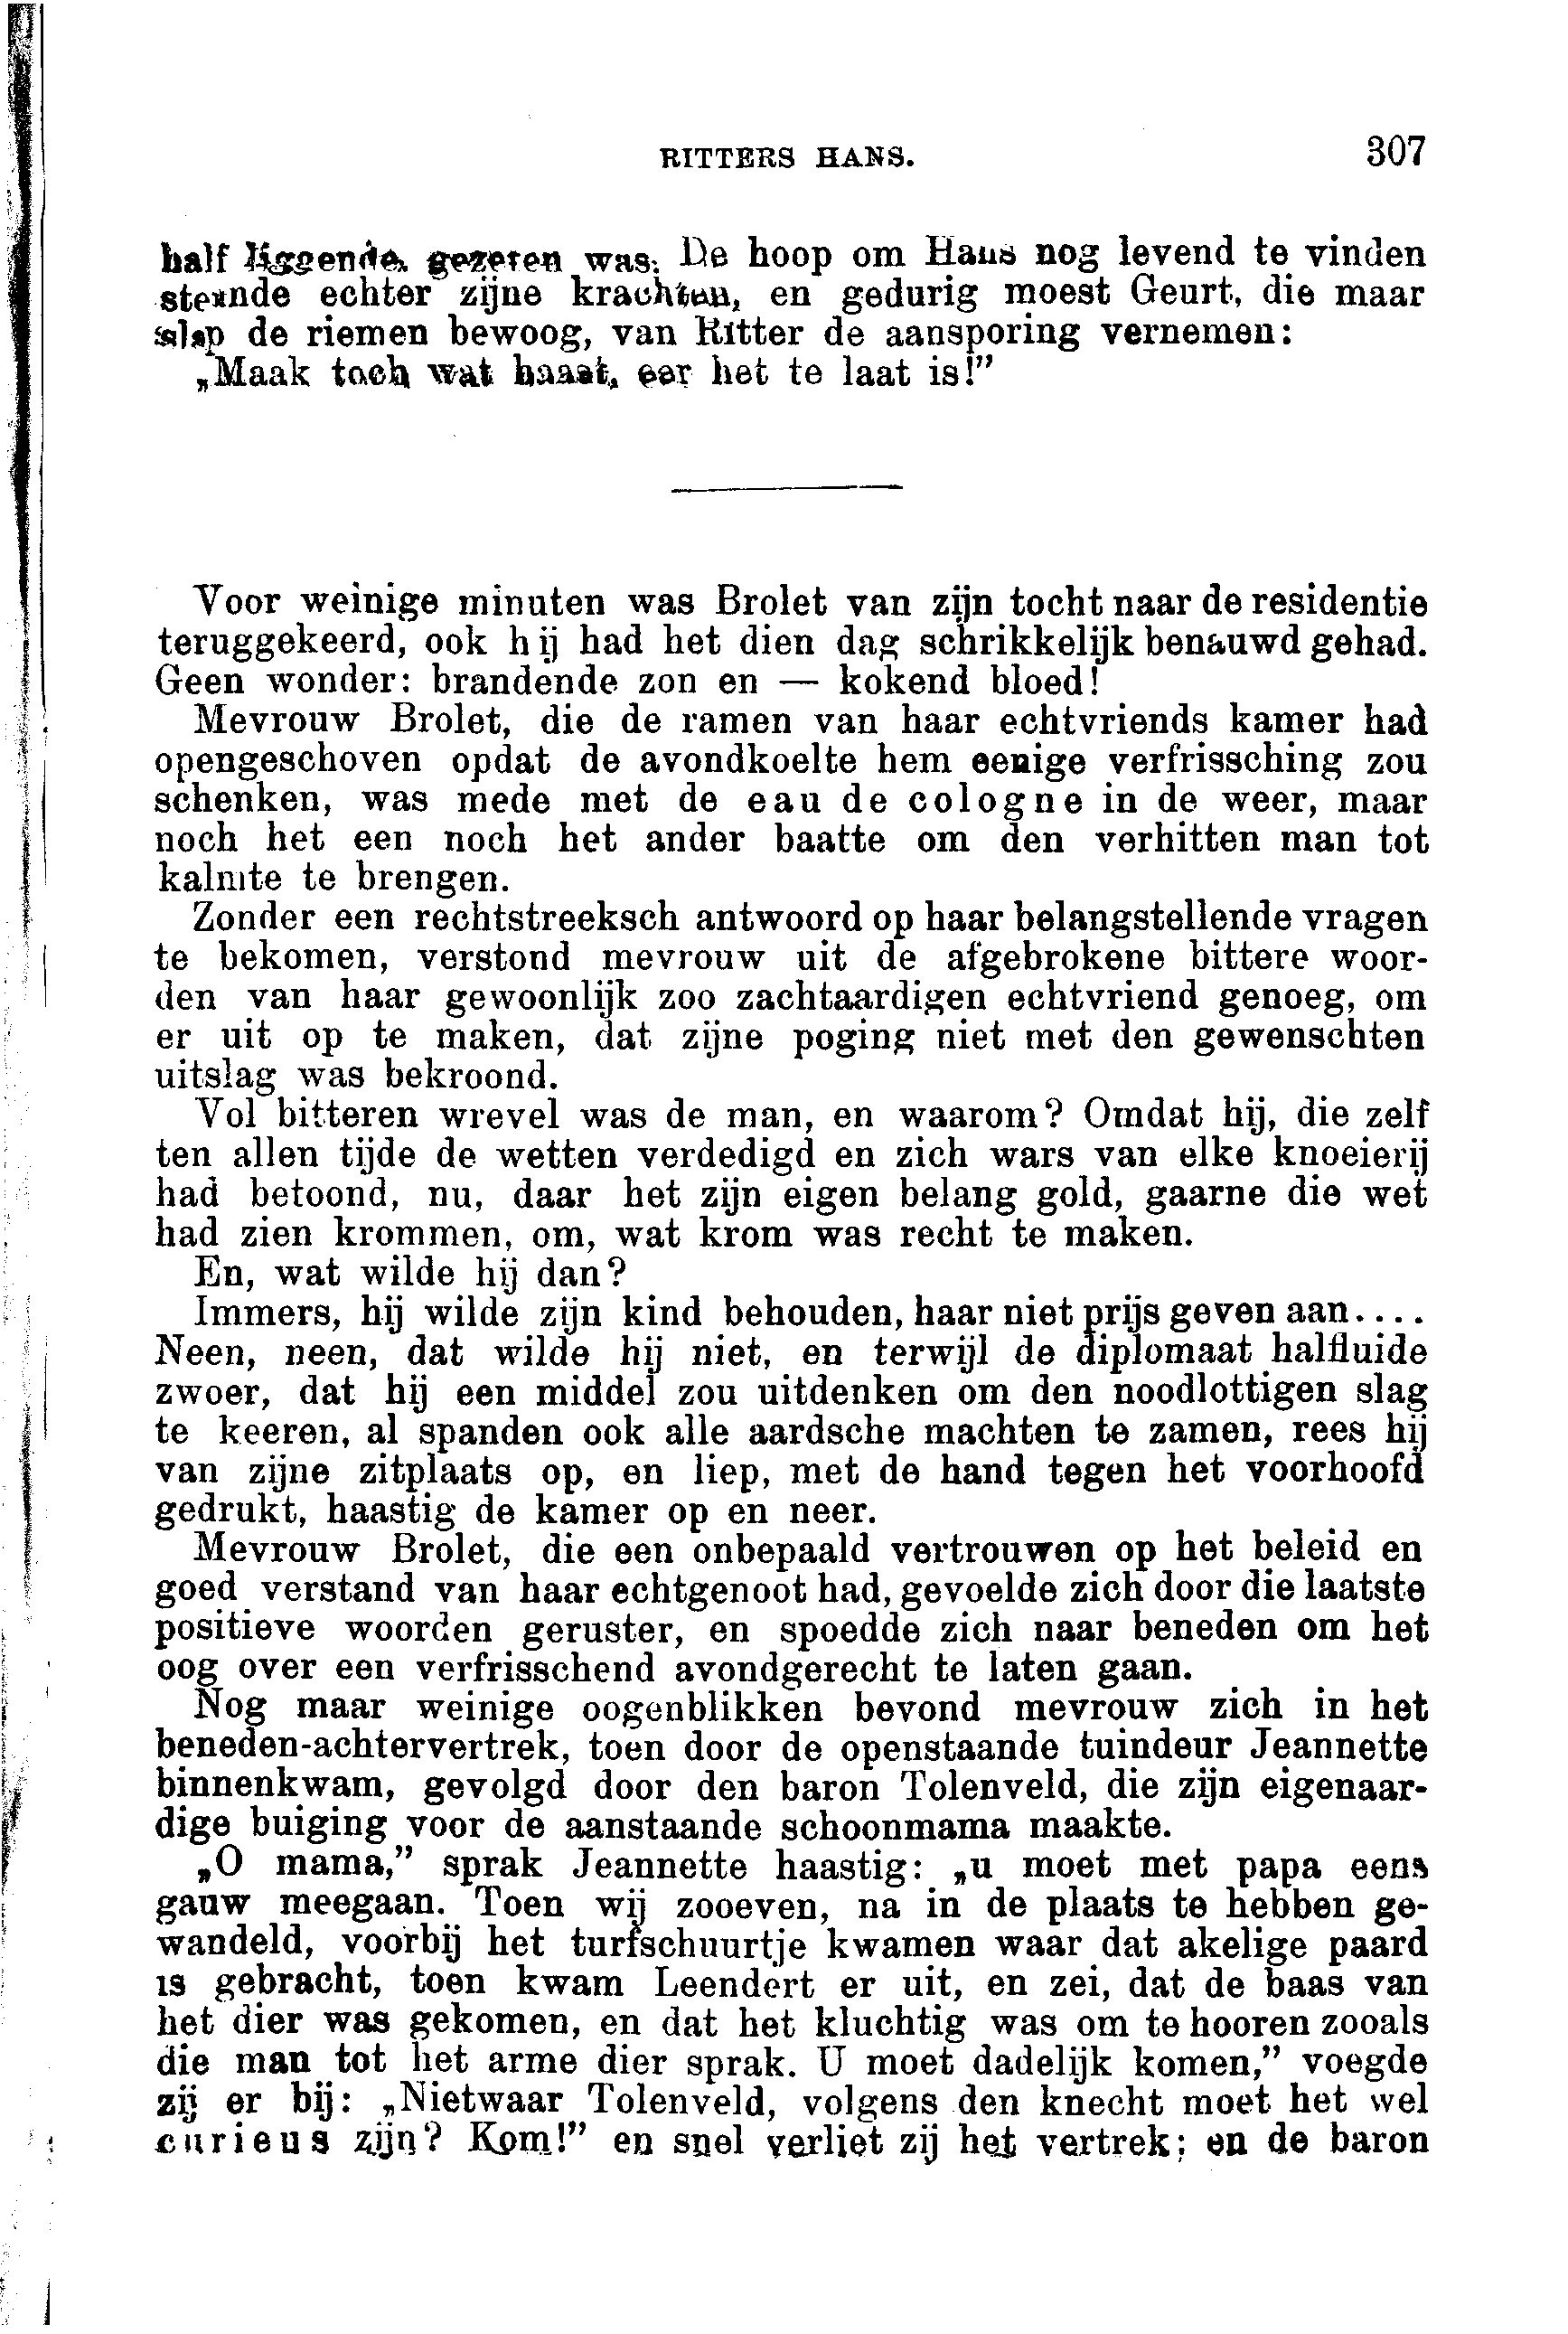 RITTERS HANS. 307
half liggende, gezeten was. De hoop om Hans nog levend te vinden
steunde echter zijne krachten, en gedurig moest Geurt, die maar
slap de riemen bewoog, van Ritter de aansporing vernemen:
„Maak toch wat haast, eer het te laat is!”
Voor weinige minuten was Brolet van zijn tocht naar de residentie
teruggekeerd, ook hij had het dien dag schrikkelijk benauwd gehad.
Geen wonder: brandende zon en — kokend bloed!
Mevrouw Brolet, die de ramen van haar echtvriends kamer had
opengeschoven opdat de avondkoelte hem eenige verfrissching zou
schenken, was mede met de eau de cologne in de weer, maar
noch het een noch het ander baatte om den verhitten man tot
kalmte te brengen.
Zonder een rechtstreeksch antwoord op haar belangstellende vragen
te bekomen, verstond mevrouw uit de afgebrokene bittere woor-
den van haar gewoonlijk zoo zachtaardigen echtvriend genoeg, om
er uit op te maken, dat zijne poging niet met den gewenschten
uitslag was bekroond.
Vol bitteren wrevel was de man, en waarom? Omdat hij, die zelf
ten allen tijde de wetten verdedigd en zich wars van elke knoeierij
had betoond, nu, daar het zijn eigen belang gold, gaarne die wet
had zien krommen, om, wat krom was recht te maken.
En, wat wilde hij dan?
Immers, hij wilde zijn kind behouden, haar niet prijs geven aan....
Neen, neen, dat wilde hij niet, en terwijl de diplomaat halfluide
zwoer, dat hij een middel zou uitdenken om den noodlottigen slag
te keeren, al spanden ook alle aardsche machten te zamen, rees hij
van zijne zitplaats op, en liep, met de hand tegen het voorhoofd
gedrukt, haastig de kamer op en neer.
Mevrouw Brolet, die een onbepaald vertrouwen op het beleid en
goed verstand van haar echtgenoot had, gevoelde zich door die laatste
positieve woorden geruster, en spoedde zich naar beneden om het
oog over een verfrisschend avondgerecht te laten gaan.
Nog maar weinige oogenblikken bevond mevrouw zich in het
beneden-achtervertrek, toen door de openstaande tuindeur Jeannette
binnenkwam, gevolgd door den baron Tolenveld, die zijn eigenaar-
dige buiging voor de aanstaande schoonmama maakte.
„O mama,” sprak Jeannette haastig: „u moet met papa eens
gauw meegaan. Toen wij zooeven, na in de plaats te hebben ge-
wandeld, voorbij het turfschuurtje kwamen waar dat akelige paard
is gebracht, toen kwam Leendert er uit, en zei, dat de baas van
het dier was gekomen, en dat het kluchtig was om te hooren zooals
die man tot het arme dier sprak. U moet dadelijk komen,” voegde
zij er bij: „Nietwaar Tolenveld, volgens den knecht moet het wel
curieus zijn? Kom!” en snel verliet zij het vertrek; en de baron